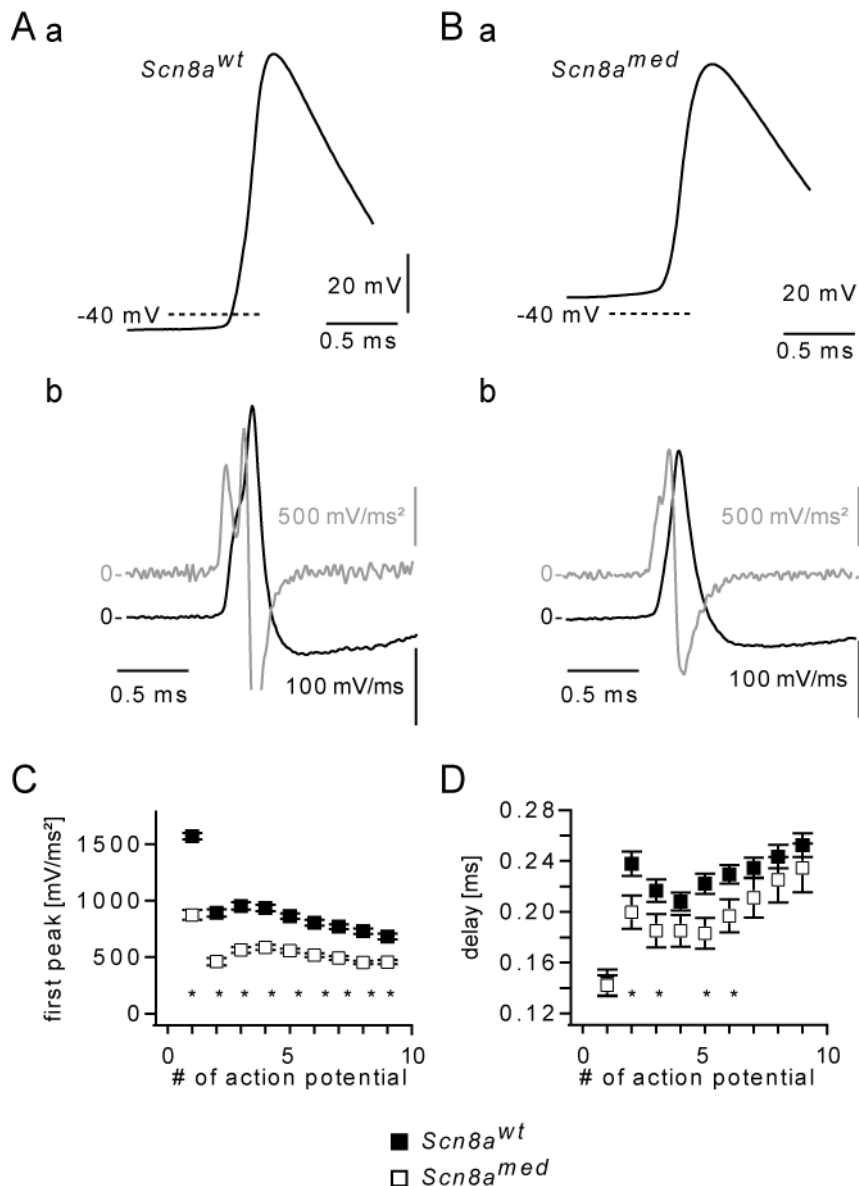 A a
Scn8a^wt
-40 mV
20 mV
0.5 ms
B a
Scn8a^med
-40 mV
20 mV
0.5 ms
b
500 mV/ms²
0-
0-
0.5 ms
100 mV/ms
b
500 mV/ms²
0-
0-
0.5 ms
100 mV/ms
C
first peak [mV/ms²]
1500
1000
500
0
* * * * * * * * *
0 5 10
# of action potential
D
delay [ms]
0.28
0.24
0.20
0.16
0.12
* * * *
0 5 10
# of action potential
■ Scn8a^wt
□ Scn8a^med